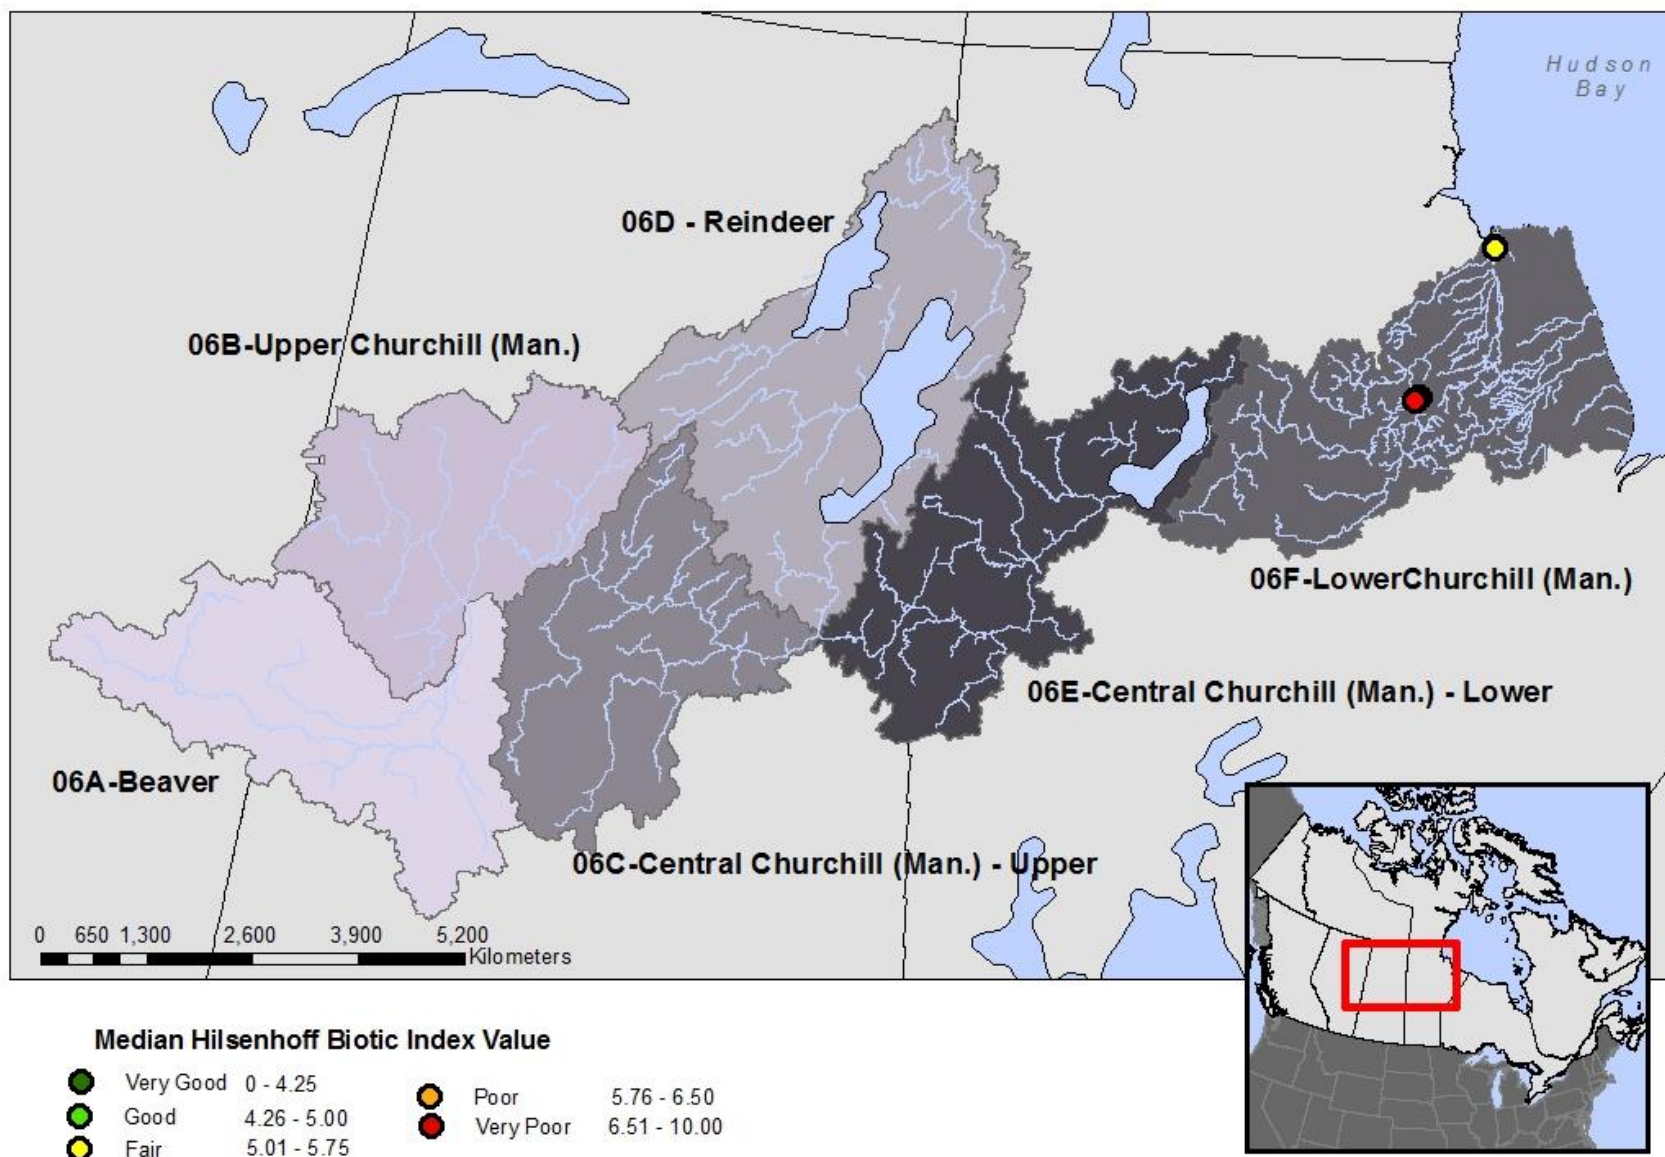 Hudson
Bay
06D - Reindeer
06B-Upper Churchill (Man.)
06F-LowerChurchill (Man.)
06E-Central Churchill (Man.) - Lower
06A-Beaver
06C-Central Churchill (Man.) - Upper
0 650 1,300 2,600 3,900 5,200
Kilometers
Median Hilsenhoff Biotic Index Value
Very Good 0 - 4.25
Good 4.26 - 5.00
Fair 5.01 - 5.75
Poor 5.76 - 6.50
Very Poor 6.51 - 10.00